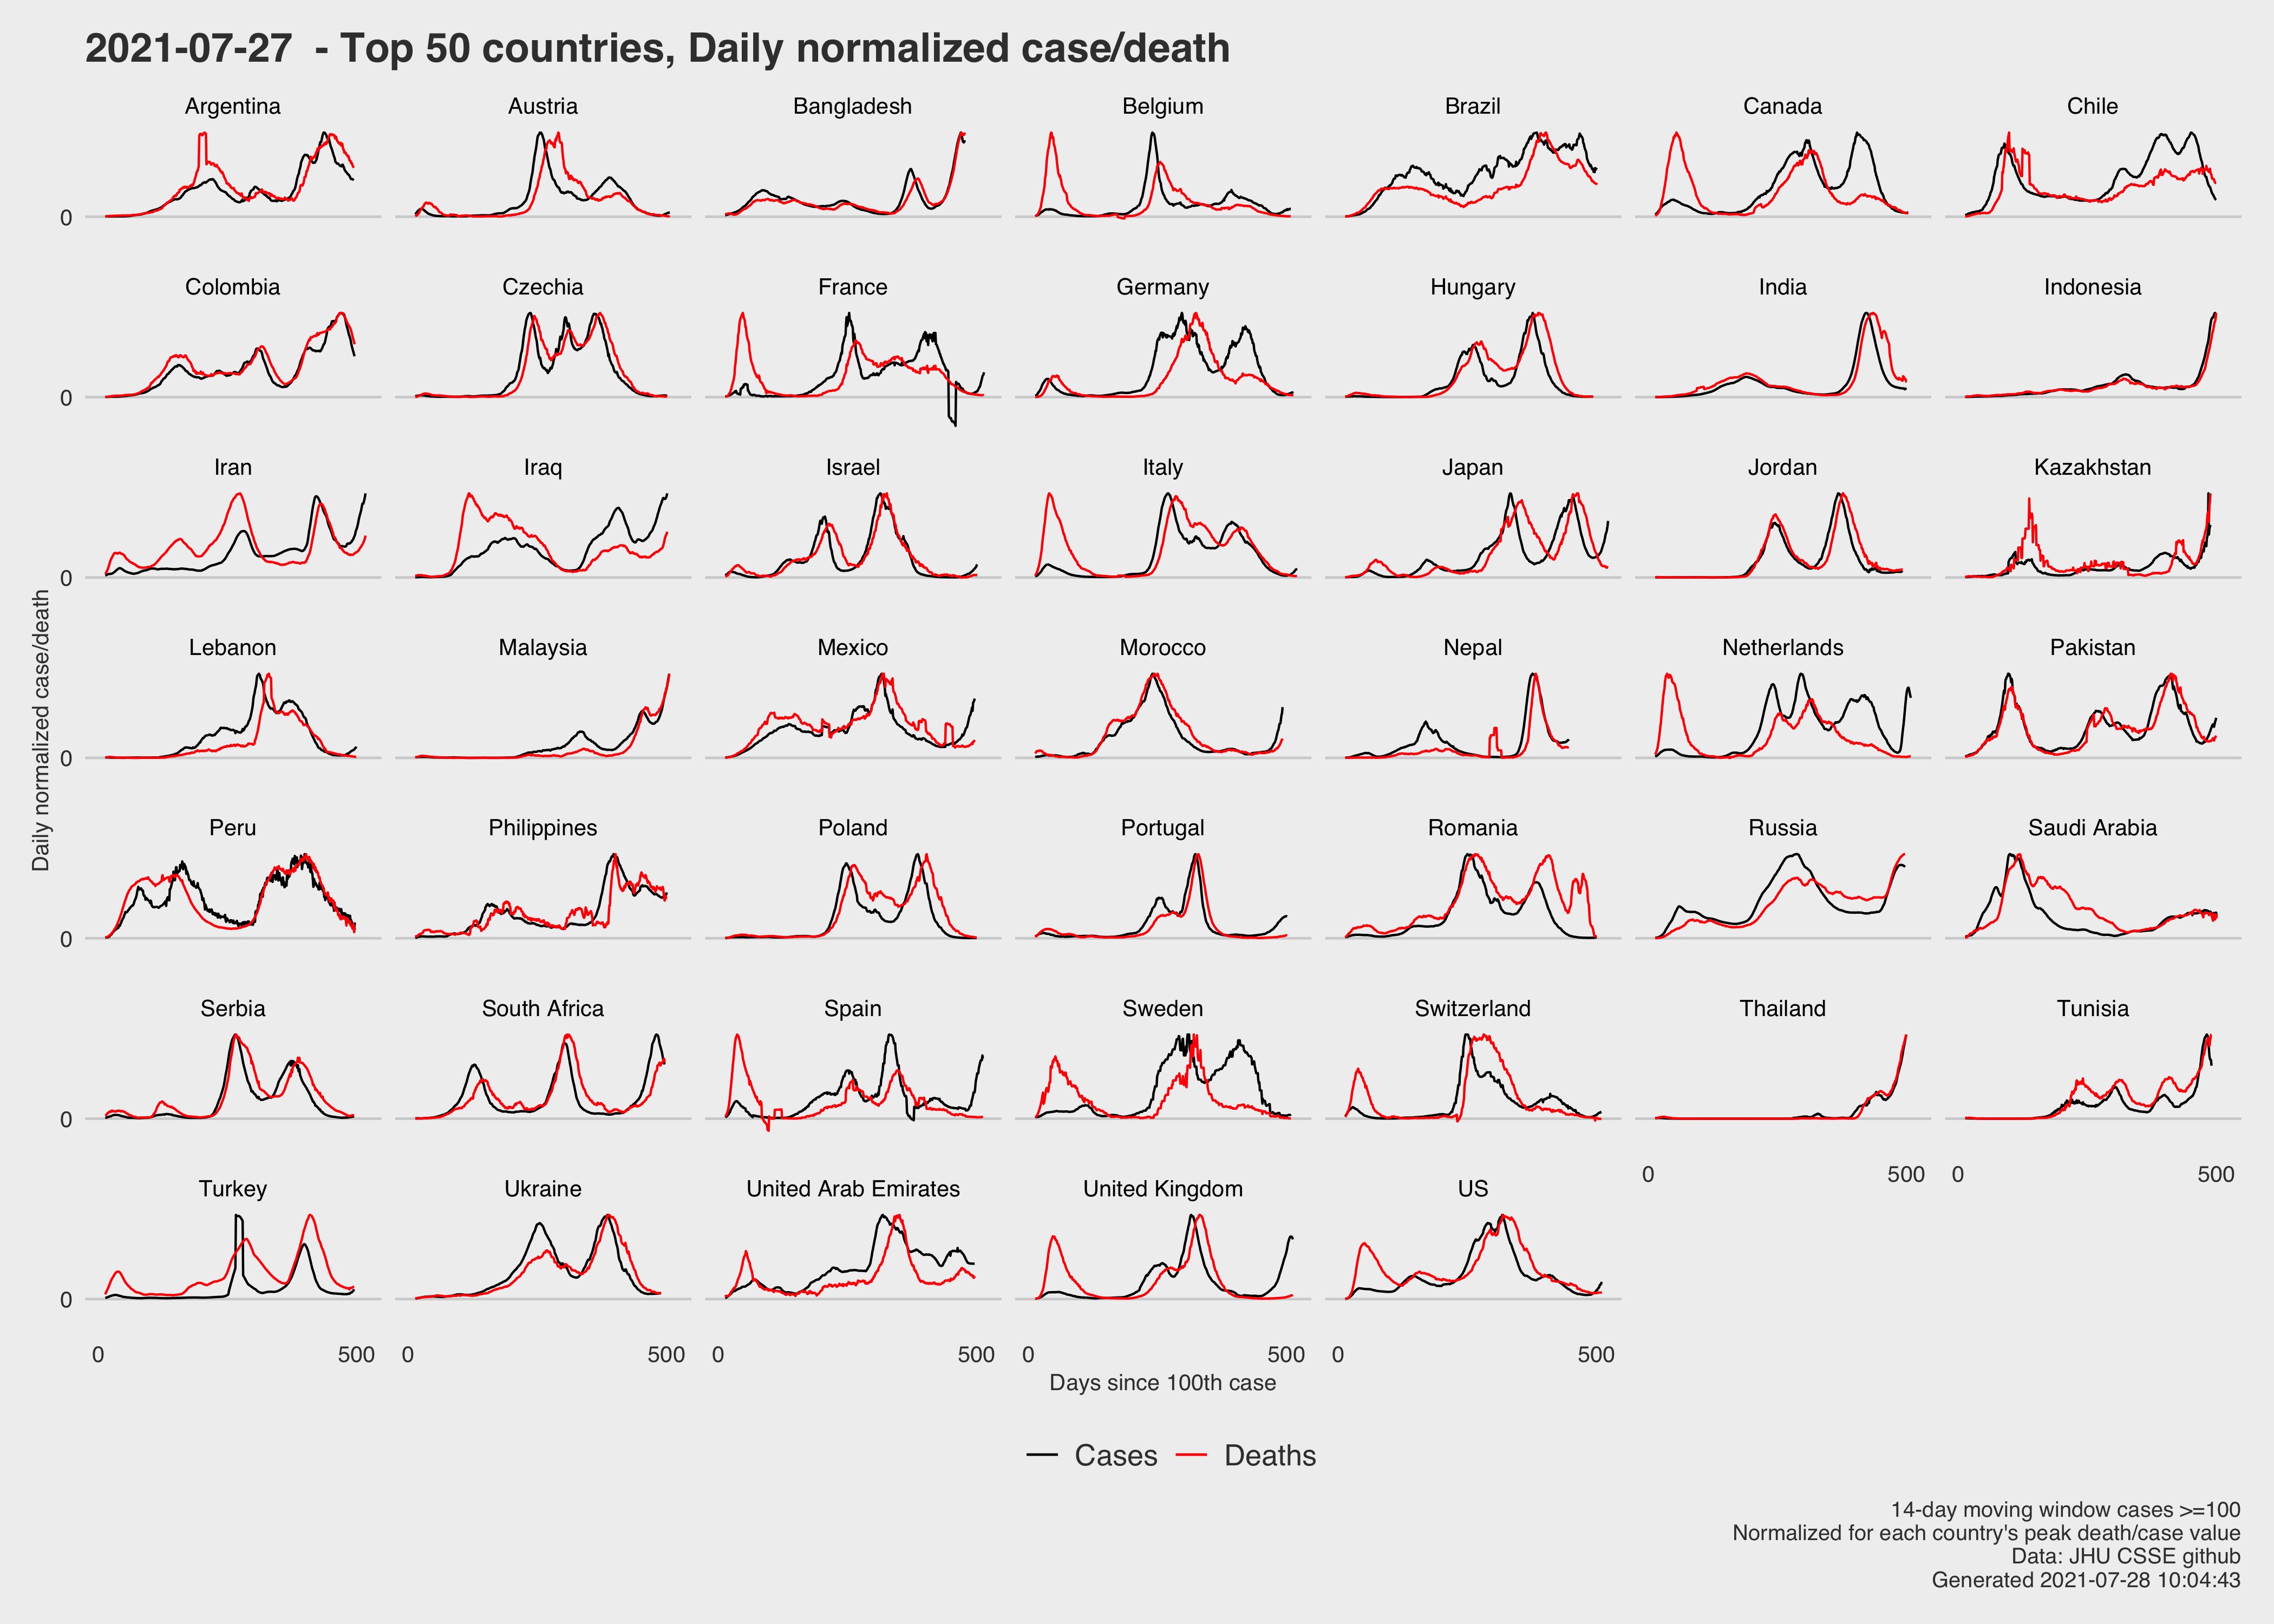 2021-07-27  - Top 50 countries, Daily normalized case/death
Argentina Austria Bangladesh Belgium Brazil Canada Chile
0
Colombia Czechia France Germany Hungary India Indonesia
0
Iran Iraq Israel Italy Japan Jordan Kazakhstan
0
Daily normalized case/death
Lebanon Malaysia Mexico Morocco Nepal Netherlands Pakistan
0
Peru Philippines Poland Portugal Romania Russia Saudi Arabia
0
Serbia South Africa Spain Sweden Switzerland Thailand Tunisia
0
0 500 0 500
Turkey Ukraine United Arab Emirates United Kingdom US
0
0 500 0 500 0 500 0 500 0 500
Days since 100th case
Cases Deaths
14-day moving window cases >=100
Normalized for each country's peak death/case value
Data: JHU CSSE github
Generated 2021-07-28 10:04:43